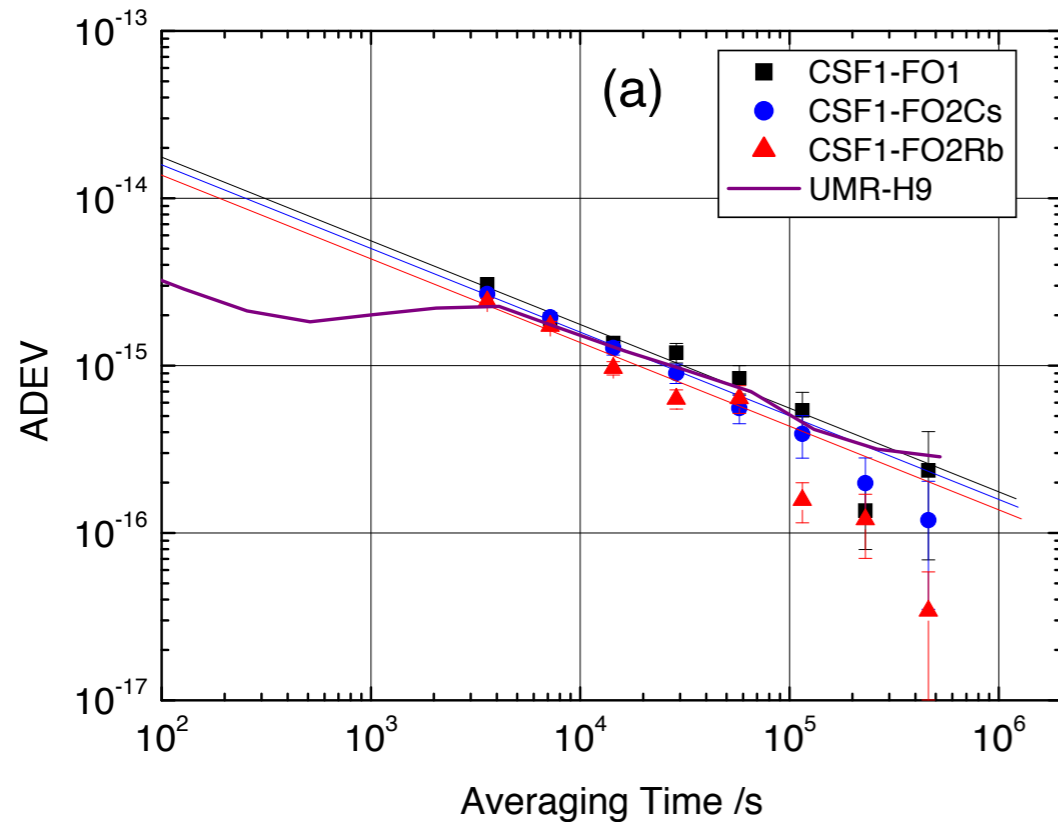 10⁻¹³
(a)
CSF1-FO1
CSF1-FO2Cs
CSF1-FO2Rb
UMR-H9
10⁻¹⁴
10⁻¹⁵
ADEV
10⁻¹⁶
10⁻¹⁷
10² 10³ 10⁴ 10⁵ 10⁶
Averaging Time /s